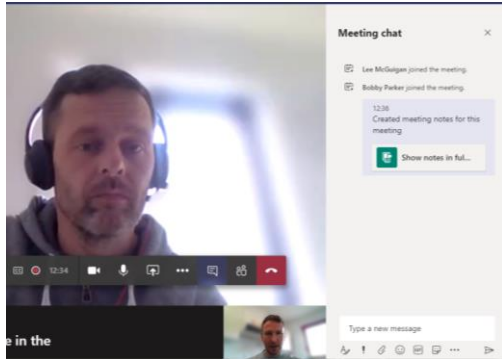 Meeting chat
Lee McGuigan joined the meeting.
Bobby Parker joined the meeting.
12:36
Created meeting notes for this
meeting
Show notes in ful...
12:34
e in the
Type a new message